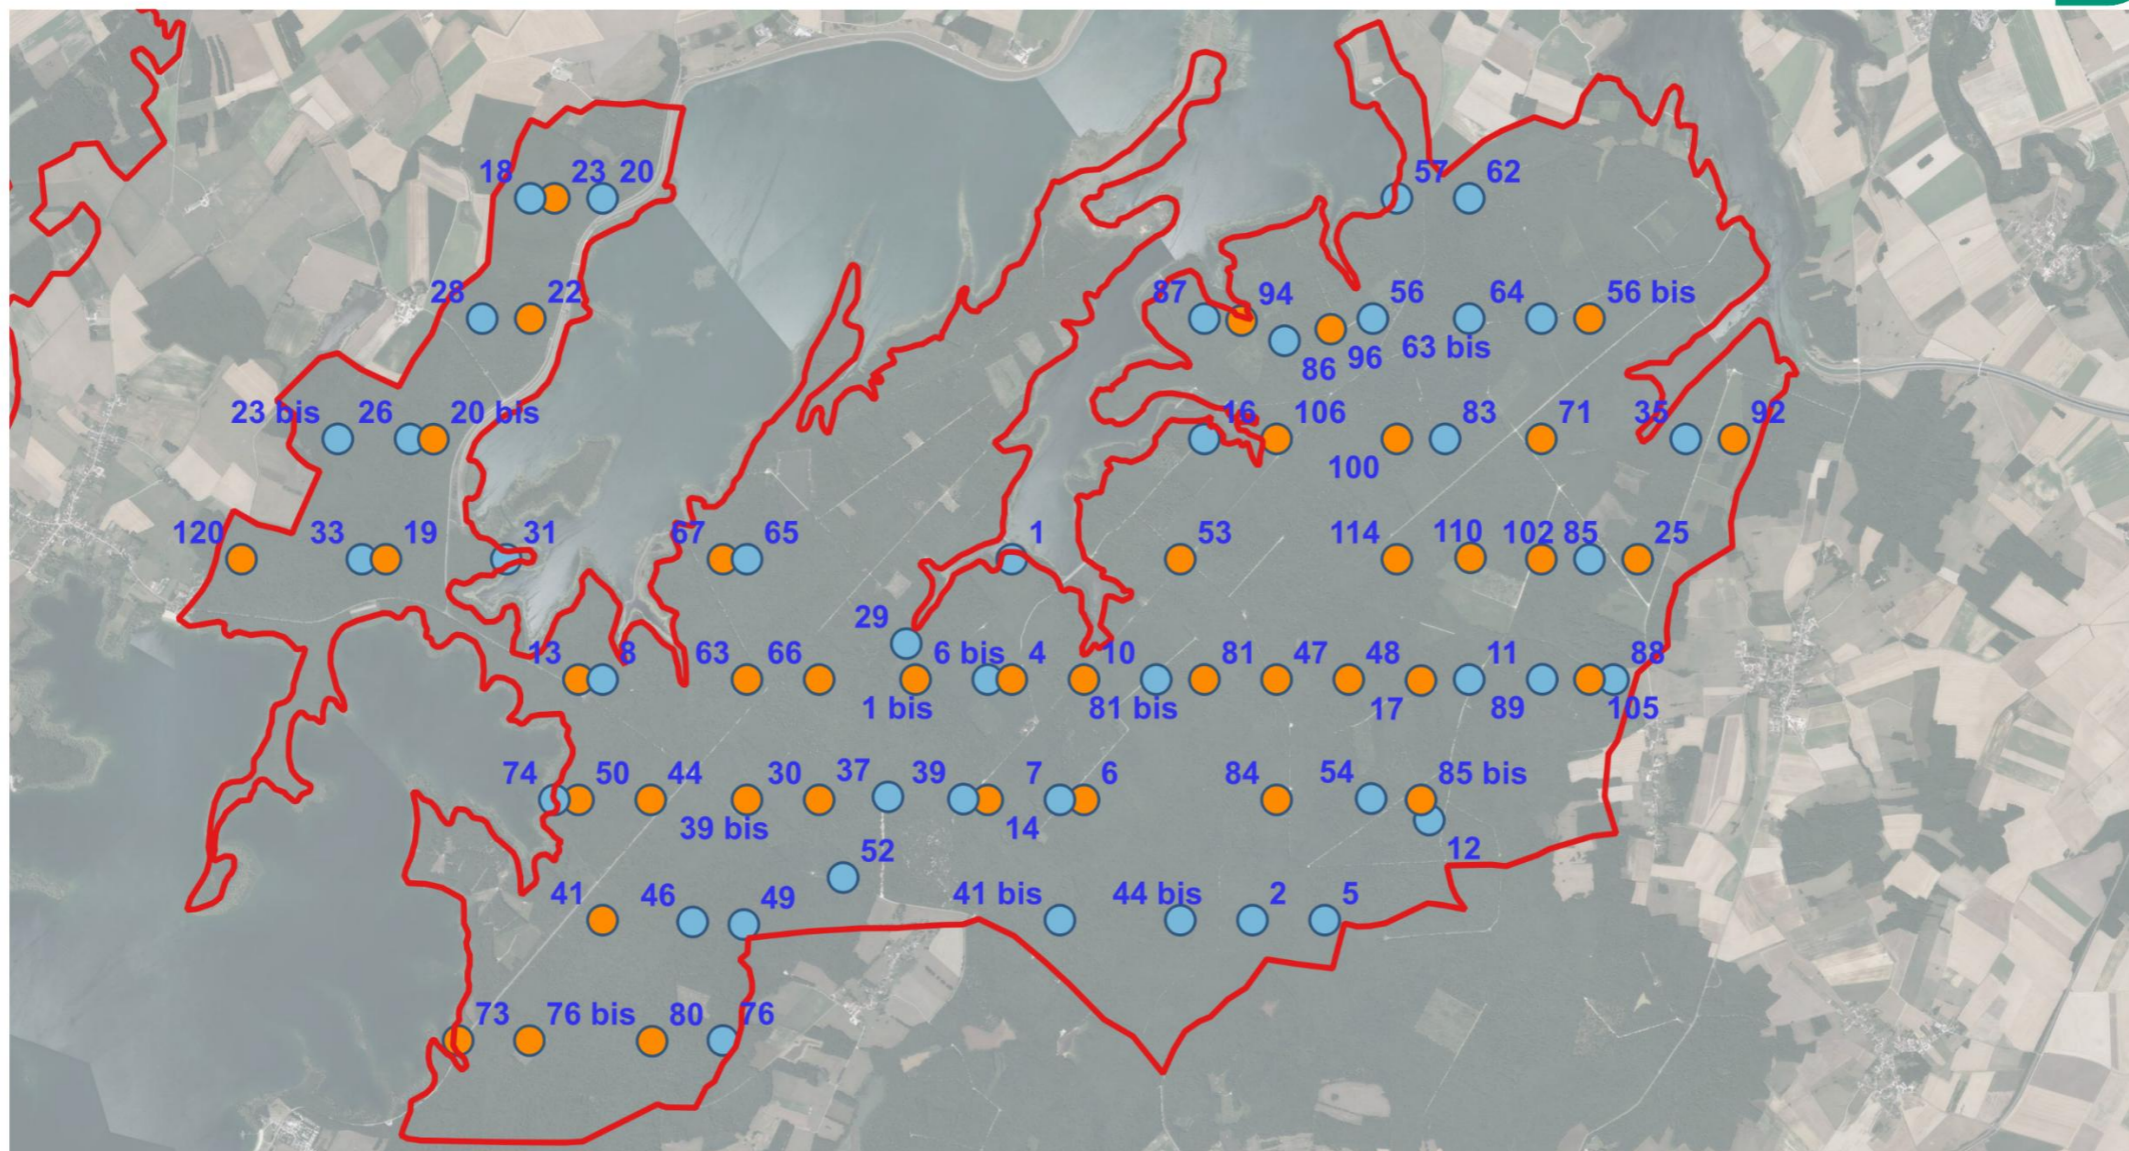 18 23 20 57 62
28 22 87 94 56 64 56 bis
86 96 63 bis
23 bis 26 20 bis 16 106 83 71 35 92
100
120 33 19 31 67 65 1 53 114 110 102 85 25
29
13 8 63 66 6 bis 4 10 81 47 48 11 88
1 bis 81 bis 17 89 105
74 50 44 30 37 39 7 6 84 54 85 bis
39 bis 14
52 12
41 46 49 41 bis 44 bis 2 5
73 76 bis 80 76